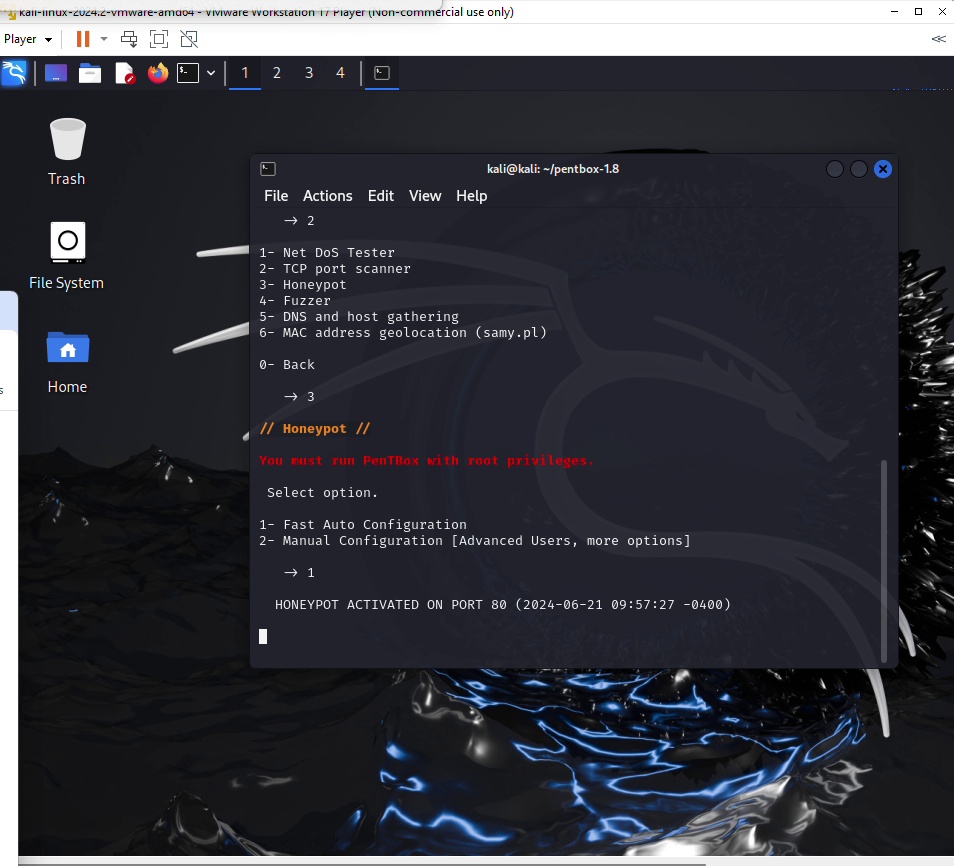 kali-linux-2024.2-vmware-amd64 - VMware Workstation 17 Player (Non-commercial use only)
Player
1 2 3 4
Trash
File System
Home
kali@kali: ~/pentbox-1.8
File Actions Edit View Help
→ 2
1- Net DoS Tester
2- TCP port scanner
3- Honeypot
4- Fuzzer
5- DNS and host gathering
6- MAC address geolocation (samy.pl)
0- Back
→ 3
// Honeypot //
You must run PenTBox with root privileges.
Select option.
1- Fast Auto Configuration
2- Manual Configuration [Advanced Users, more options]
→ 1
HONEYPOT ACTIVATED ON PORT 80 (2024-06-21 09:57:27 -0400)